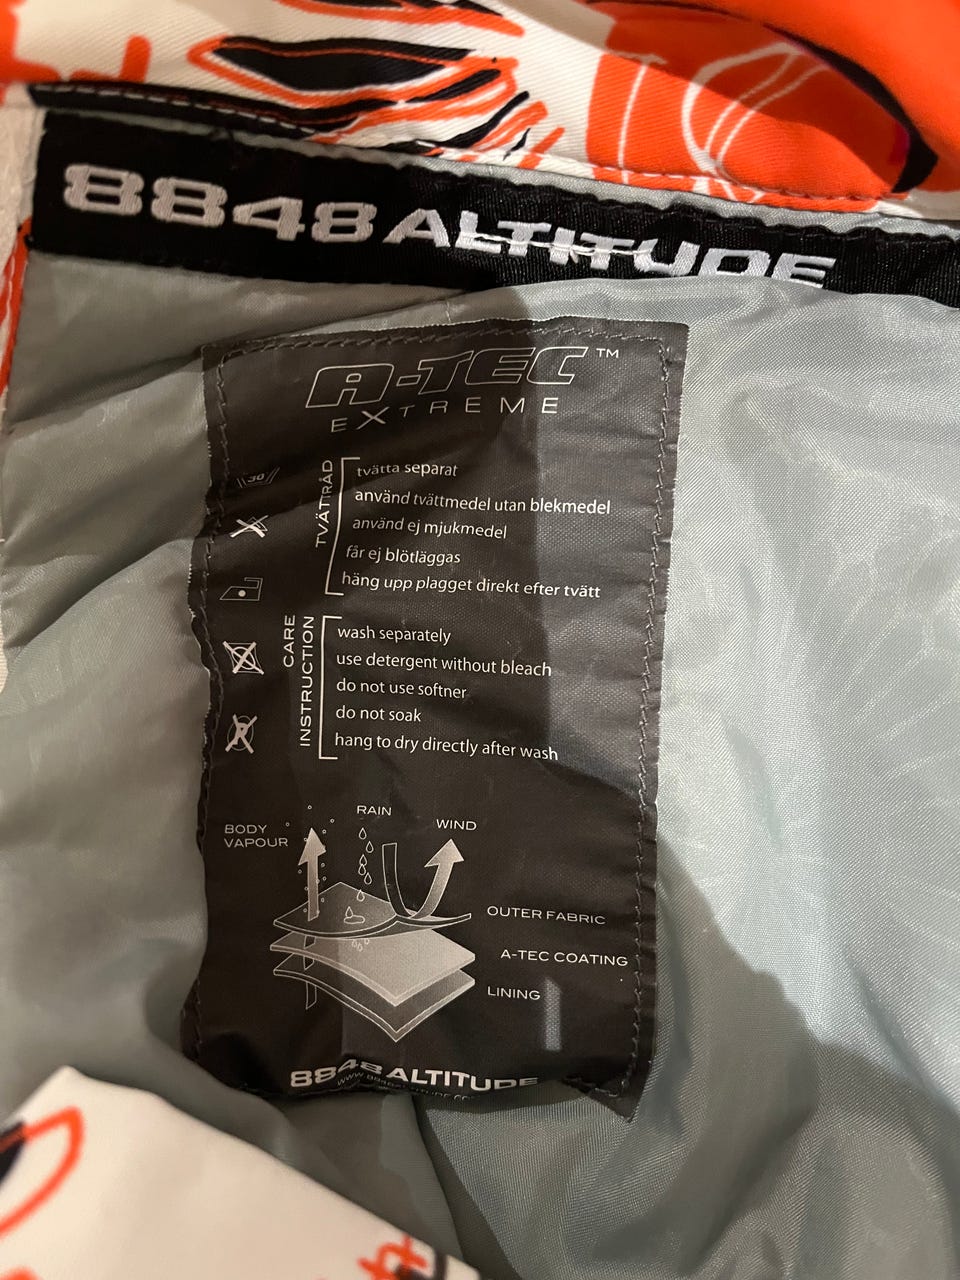 8848 ALTITUDE
A-TEC™
EXTREME
30
TVÄTTRÅD
tvätta separat
använd tvättmedel utan blekmedel
använd ej mjukmedel
får ej blötläggas
häng upp plagget direkt efter tvätt
CARE
INSTRUCTION
wash separately
use detergent without bleach
do not use softner
do not soak
hang to dry directly after wash
BODY
VAPOUR
RAIN
WIND
OUTER FABRIC
A-TEC COATING
LINING
8848 ALTITUDE